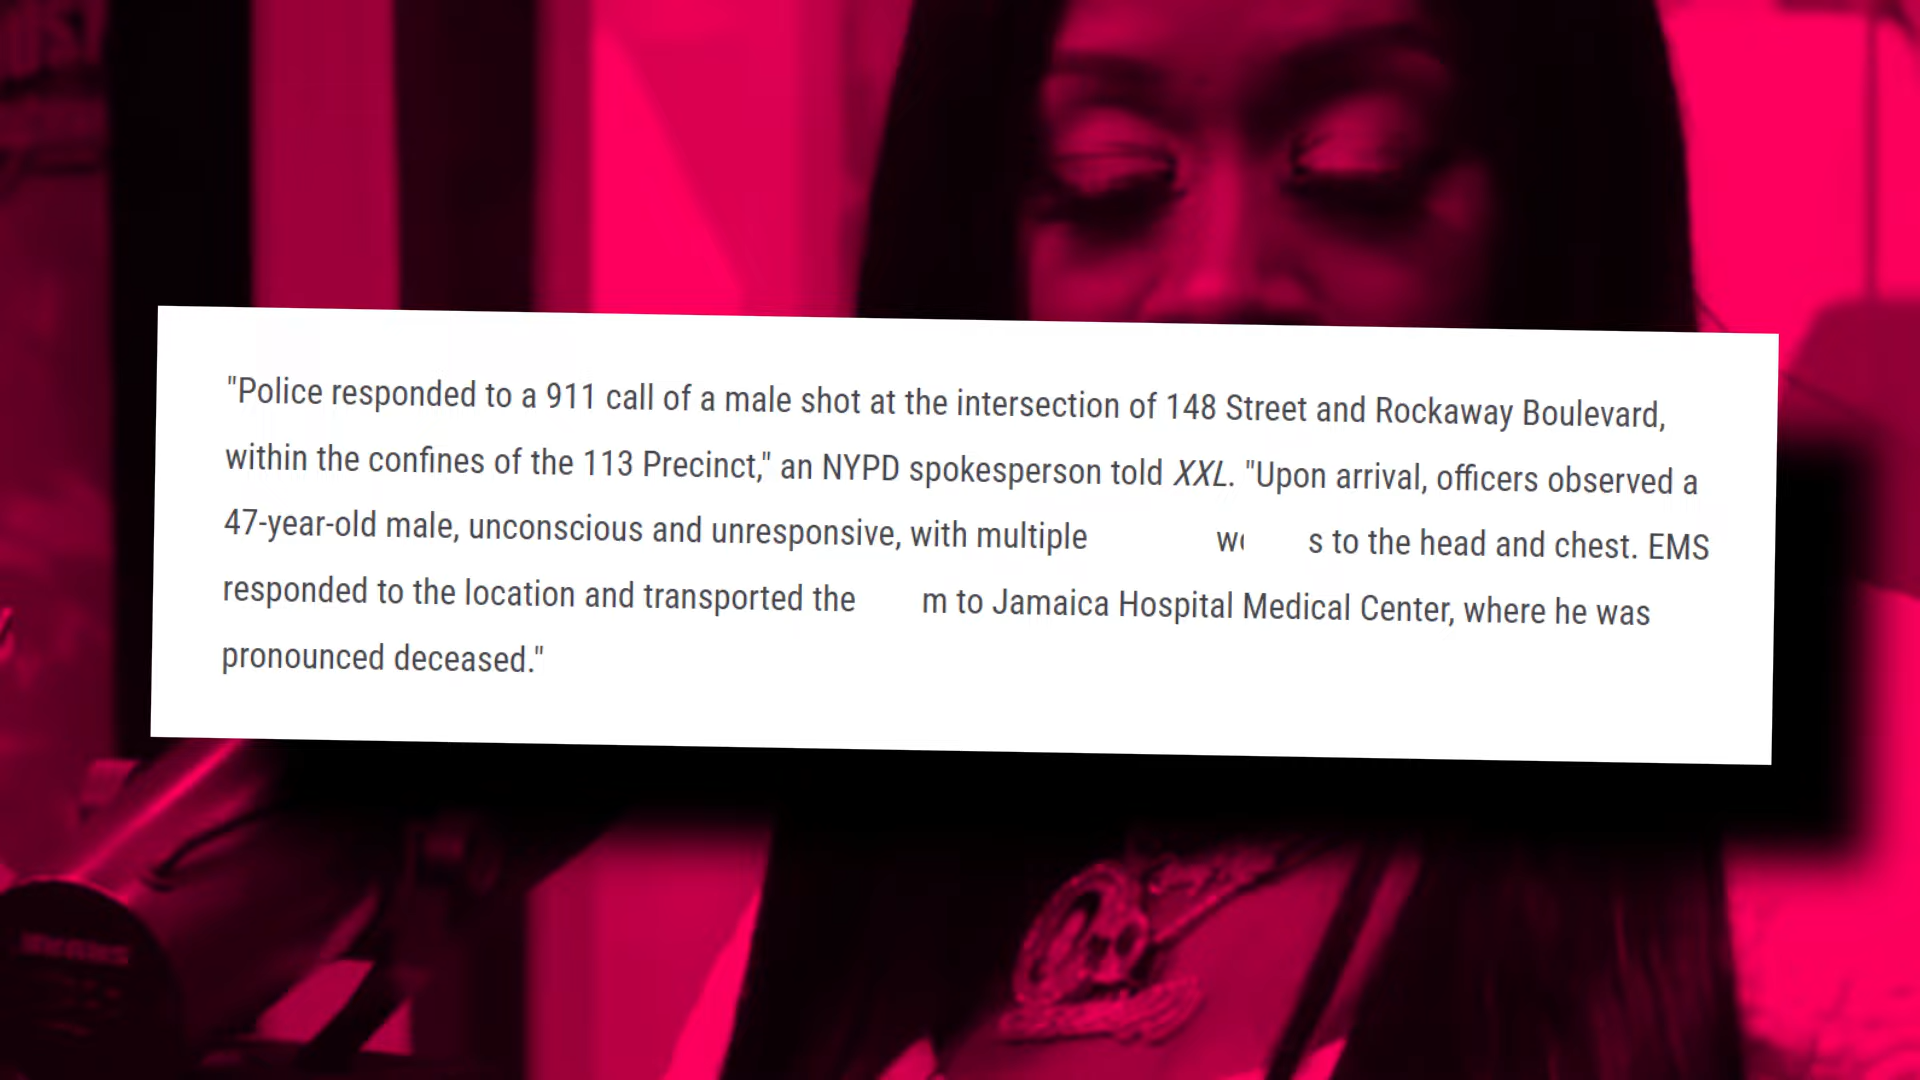 "Police responded to a 911 call of a male shot at the intersection of 148 Street and Rockaway Boulevard,
within the confines of the 113 Precinct," an NYPD spokesperson told XXL. "Upon arrival, officers observed a
47-year-old male, unconscious and unresponsive, with multiple s to the head and chest. EMS
responded to the location and transported the m to Jamaica Hospital Medical Center, where he was
pronounced deceased."